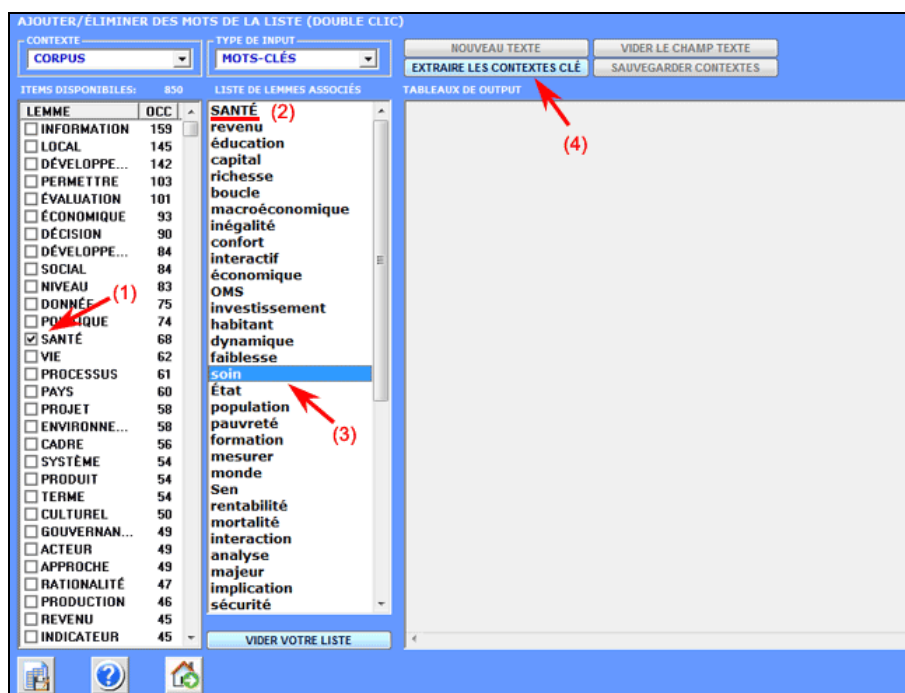 AJOUTER/ÉLIMINER DES MOTS DE LA LISTE (DOUBLE CLIC)
CONTEXTE
CORPUS
TYPE DE INPUT
MOTS-CLÉS
NOUVEAU TEXTE
VIDER LE CHAMP TEXTE
EXTRAIRE LES CONTEXTES CLÉ
SAUVEGARDER CONTEXTES
ITEMS DISPONIBILES: 850
LISTE DE LEMMES ASSOCIÉS
TABLEAUX DE OUTPUT
LEMME OCC
INFORMATION 159
LOCAL 145
DÉVELOPPE... 142
PERMETTRE 103
ÉVALUATION 101
ÉCONOMIQUE 93
DÉCISION 90
DÉVELOPPE... 84
SOCIAL 84
NIVEAU 83
DONNÉE 75
POLITIQUE 74
SANTÉ 68
VIE 62
PROCESSUS 61
PAYS 60
PROJET 58
ENVIRONNE... 58
CADRE 56
SYSTÈME 54
PRODUIT 54
TERME 54
CULTUREL 50
GOUVERNAN... 49
ACTEUR 49
APPROCHE 49
RATIONALITÉ 47
PRODUCTION 46
REVENU 45
INDICATEUR 45
(1)
SANTÉ (2)
revenu
éducation
capital
richesse
boucle
macroéconomique
inégalité
confort
interactif
économique
OMS
investissement
habitant
dynamique
faiblesse
soin
État
population
pauvreté
formation
mesurer
monde
Sen
rentabilité
mortalité
interaction
analyse
majeur
implication
sécurité
(3)
(4)
VIDER VOTRE LISTE